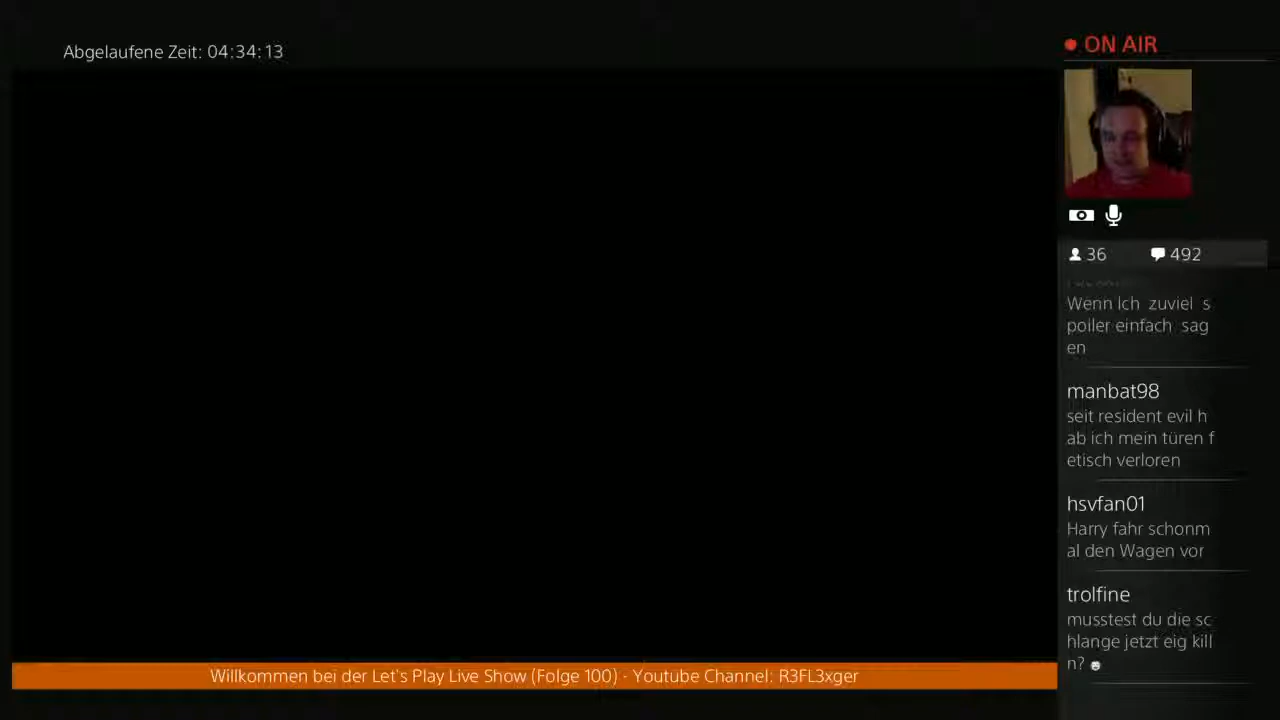 Abgelaufene Zeit: 04:34:13
ON AIR
36 492
Wenn Ich zuviel s
poiler einfach sag
en
manbat98
seit resident evil h
ab ich mein türen f
etisch verloren
hsvfan01
Harry fahr schonm
al den Wagen vor
trolfine
musstest du die sc
hlange jetzt eig kill
n?
Willkommen bei der Let's Play Live Show (Folge 100) - Youtube Channel: R3FL3xger